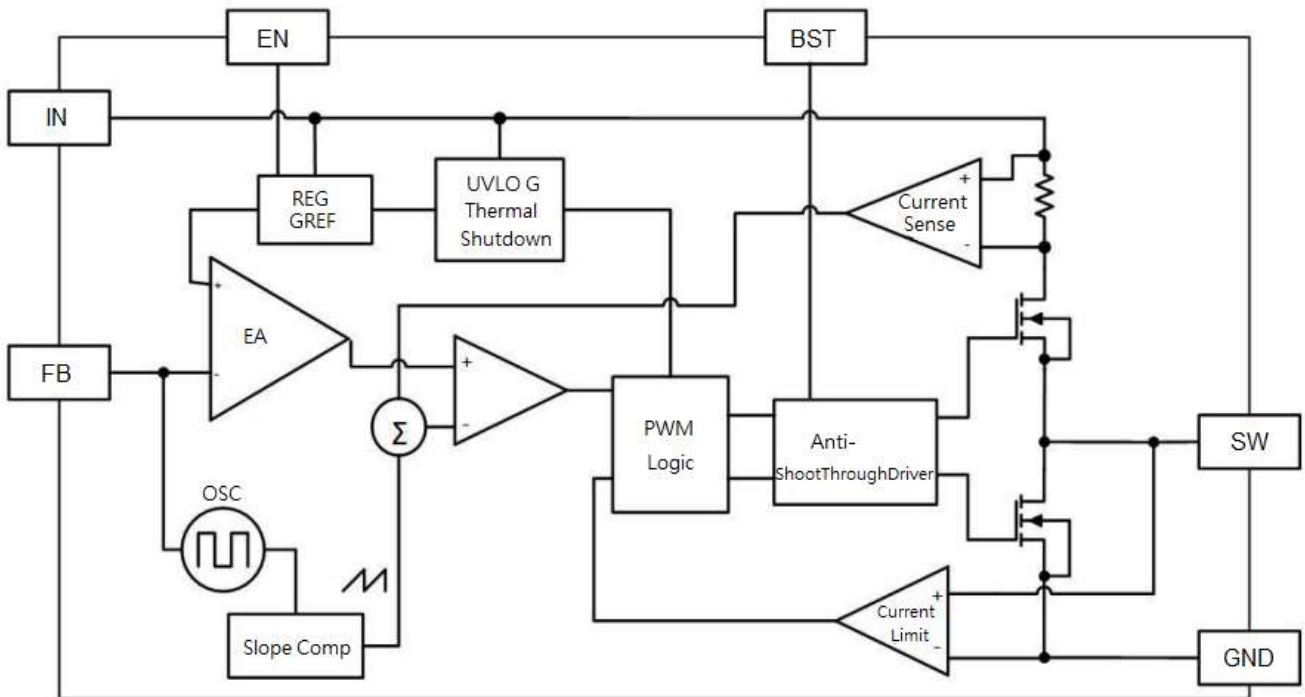 EN
BST
IN
REG
GREF
UVLO G
Thermal
Shutdown
+
Current
Sense
-
+
EA
-
FB
+
-
Σ
PWM
Logic
Anti-
ShootThroughDriver
SW
OSC
Slope Comp
+
Current
Limit
-
GND